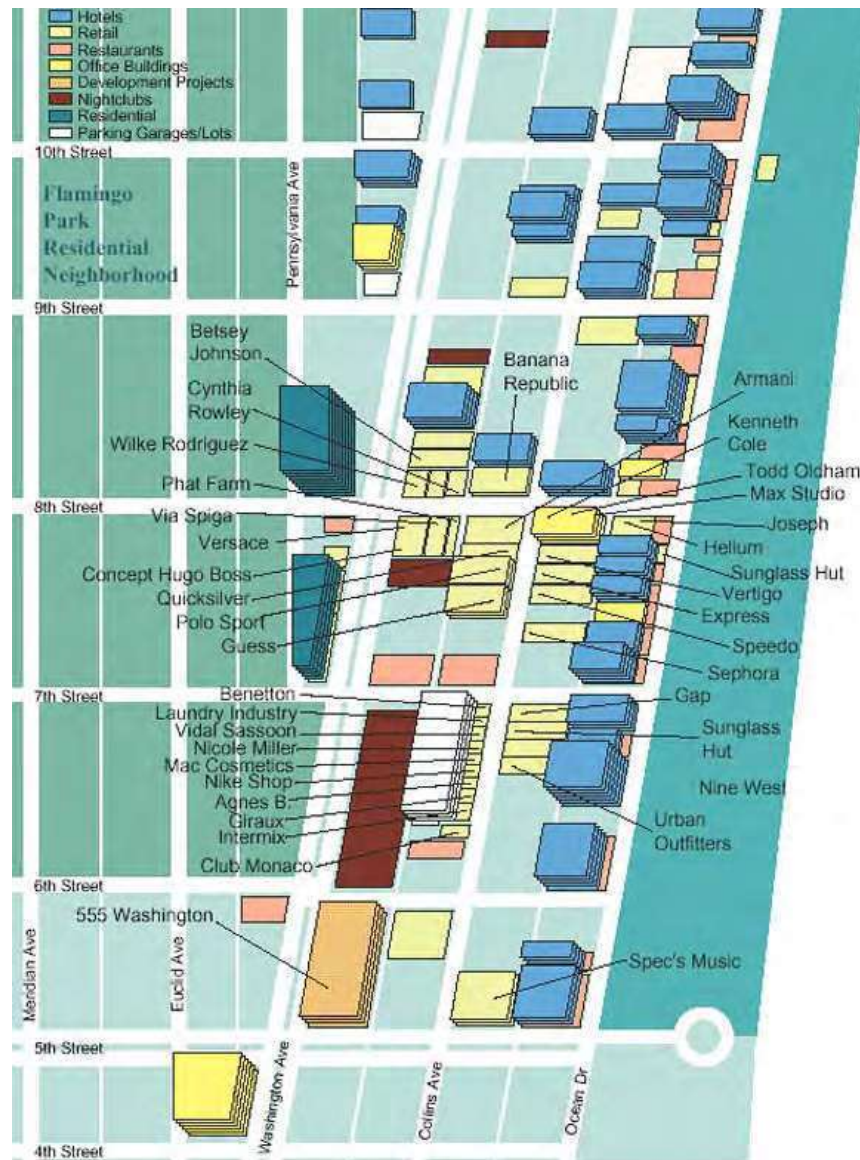 Hotels
Retail
Restaurants
Office Buildings
Development Projects
Nightclubs
Residential
Parking Garages/Lots
10th Street
Pennsylvania Ave
Flamingo
Park
Residential
Neighborhood
9th Street
Betsey
Johnson
Banana
Republic
Armani
Cynthia
Rowley
Kenneth
Cole
Wilke Rodriguez
Todd Oldham
Phat Farm
Max Studio
8th Street
Via Spiga
Joseph
Versace
Helium
Concept Hugo Boss
Sunglass Hut
Quicksilver
Vertigo
Polo Sport
Express
Guess
Speedo
Sephora
7th Street
Benetton
Gap
Laundry Industry
Vidal Sassoon
Sunglass
Hut
Nicole Miller
Mac Cosmetics
Nike Shop
Nine West
Agnes B.
Giraux
Urban
Outfitters
Intermix
Club Monaco
6th Street
555 Washington
Spec's Music
Meridian Ave
Euclid Ave
5th Street
Washington Ave
Collins Ave
Ocean Dr
4th Street